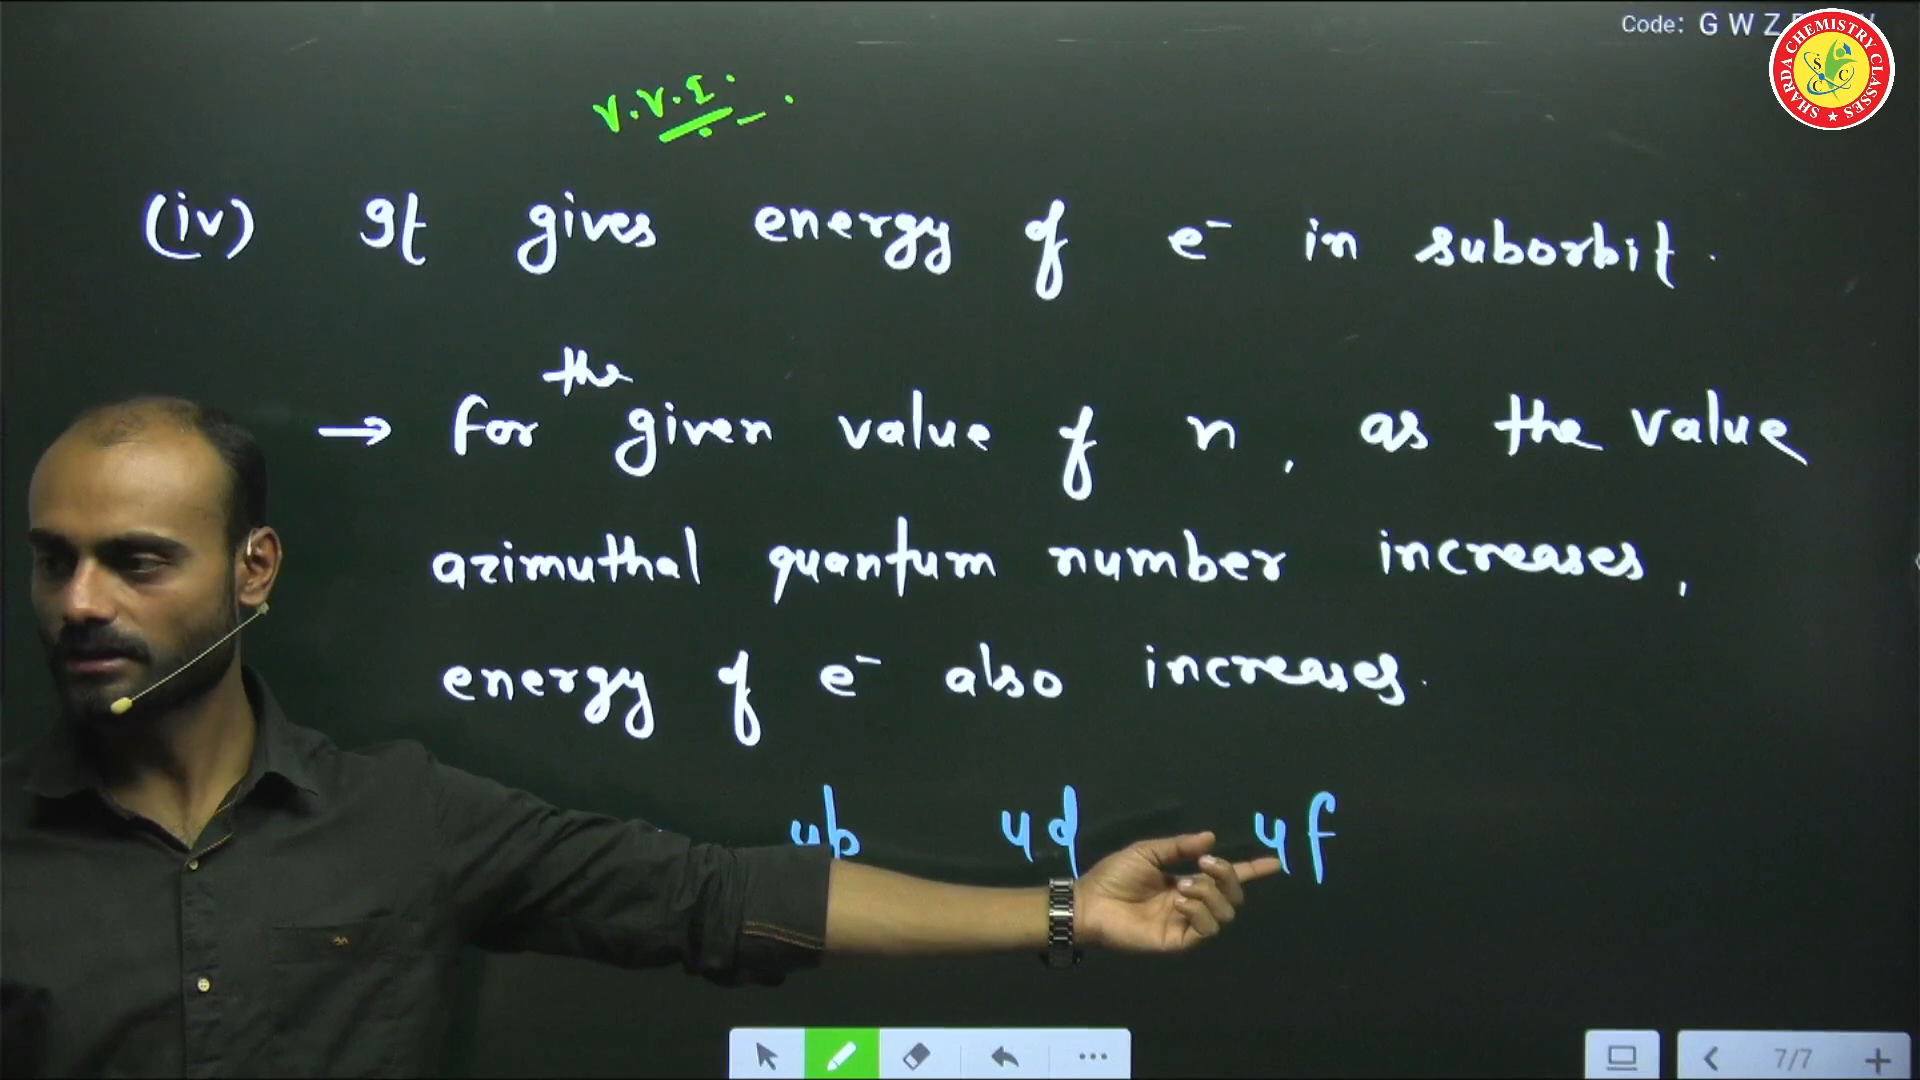 Code: G W Z
SHARDA CHEMISTRY CLASSES
S C C
V.V.I.
(iv) It gives energy of e⁻ in suborbit.
→ for the given value of n, as the value
azimuthal quantum number increases,
energy of e⁻ also increases.
4p 4d 4f
7/7